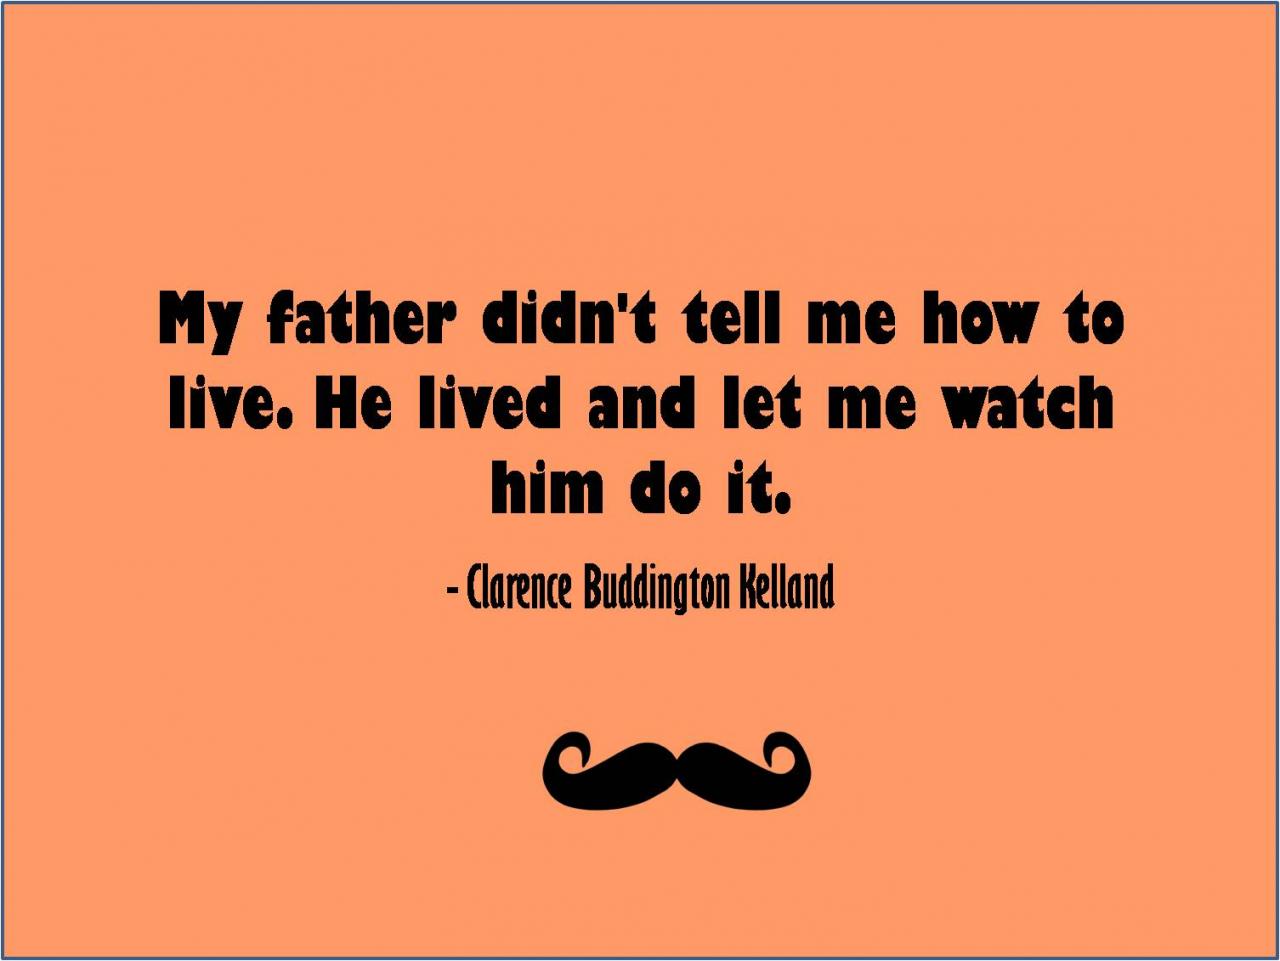 My father didn't tell me how to
live. He lived and let me watch
him do it.
- Clarence Buddington Kelland